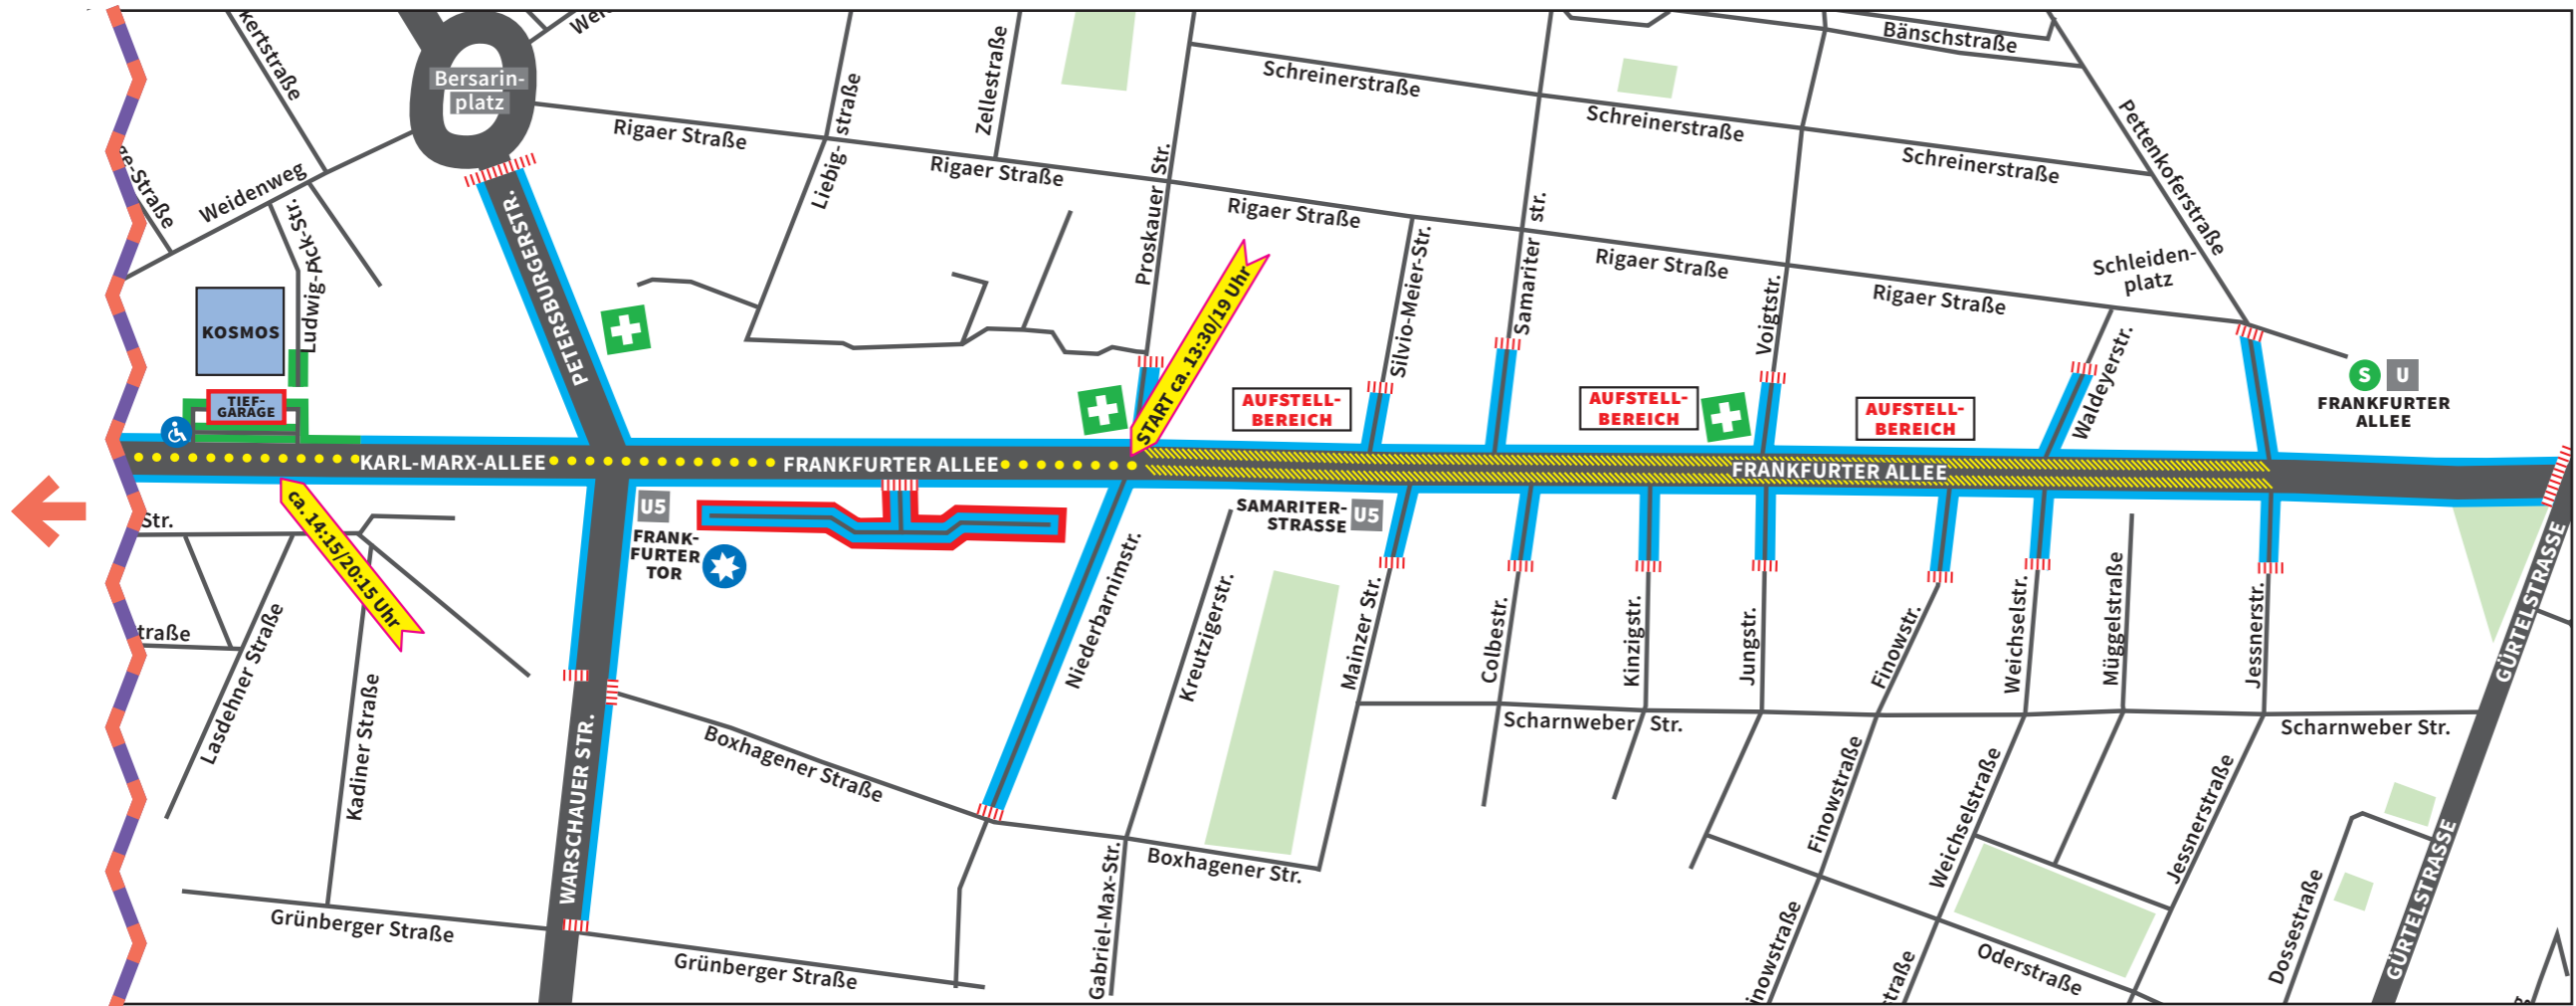 kertstraße
Wei
Bersarin-
platz
Rigaer Straße
Liebig-
straße
Zellestraße
Rigaer Straße
Proskauer Str.
Schreinerstraße
Schreinerstraße
Bänschstraße
Schreinerstraße
Pettenkoferstraße
ge-Straße
Weidenweg
Ludwig-Pick-Str.
PETERSBURGERSTR.
Rigaer Straße
Silvio-Meier-Str.
Samariter
str.
Rigaer Straße
Voigtstr.
Rigaer Straße
Schleiden-
platz
Waldeyerstr.
KOSMOS
TIEF-
GARAGE
START ca. 13:30/19 Uhr
AUFSTELL-
BEREICH
AUFSTELL-
BEREICH
AUFSTELL-
BEREICH
S
U
FRANKFURTER
ALLEE
KARL-MARX-ALLEE
FRANKFURTER ALLEE
FRANKFURTER ALLEE
ca. 14:15/20:15 Uhr
Str.
traße
U5
FRANK-
FURTER
TOR
SAMARITER-
STRASSE
U5
Lasdehner Straße
Kadiner Straße
WARSCHAUER STR.
Boxhagener Straße
Niederbarnimstr.
Kreutzigerstr.
Mainzer Str.
Colbestr.
Kinzigstr.
Jungstr.
Finowstr.
Weichselstr.
Müggelstraße
Jessnerstr.
GÜRTELSTRASSE
Scharnweber
Str.
Scharnweber Str.
Boxhagener Str.
Gabriel-Max-Str.
Finowstraße
Weichselstraße
Jessnerstraße
Dossestraße
GÜRTELSTRASSE
Grünberger Straße
Grünberger Straße
inowstraße
straße
Oderstraße